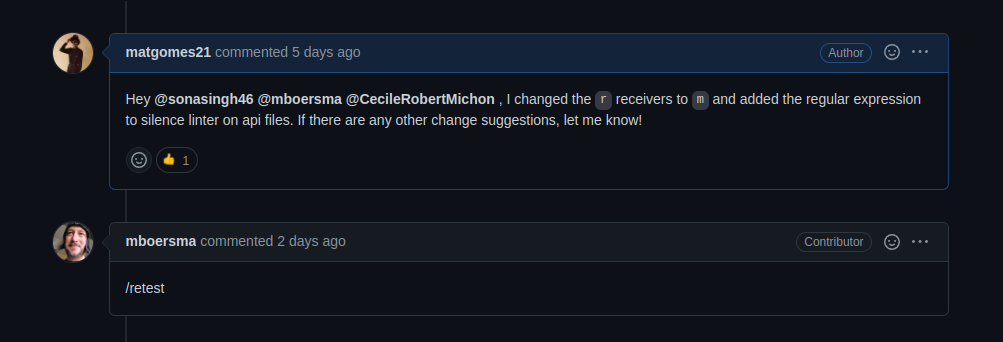 matgomes21 commented 5 days ago Author
Hey @sonasingh46 @mboersma @CecileRobertMichon , I changed the r receivers to m and added the regular expression
to silence linter on api files. If there are any other change suggestions, let me know!
👍 1
mboersma commented 2 days ago Contributor
/retest